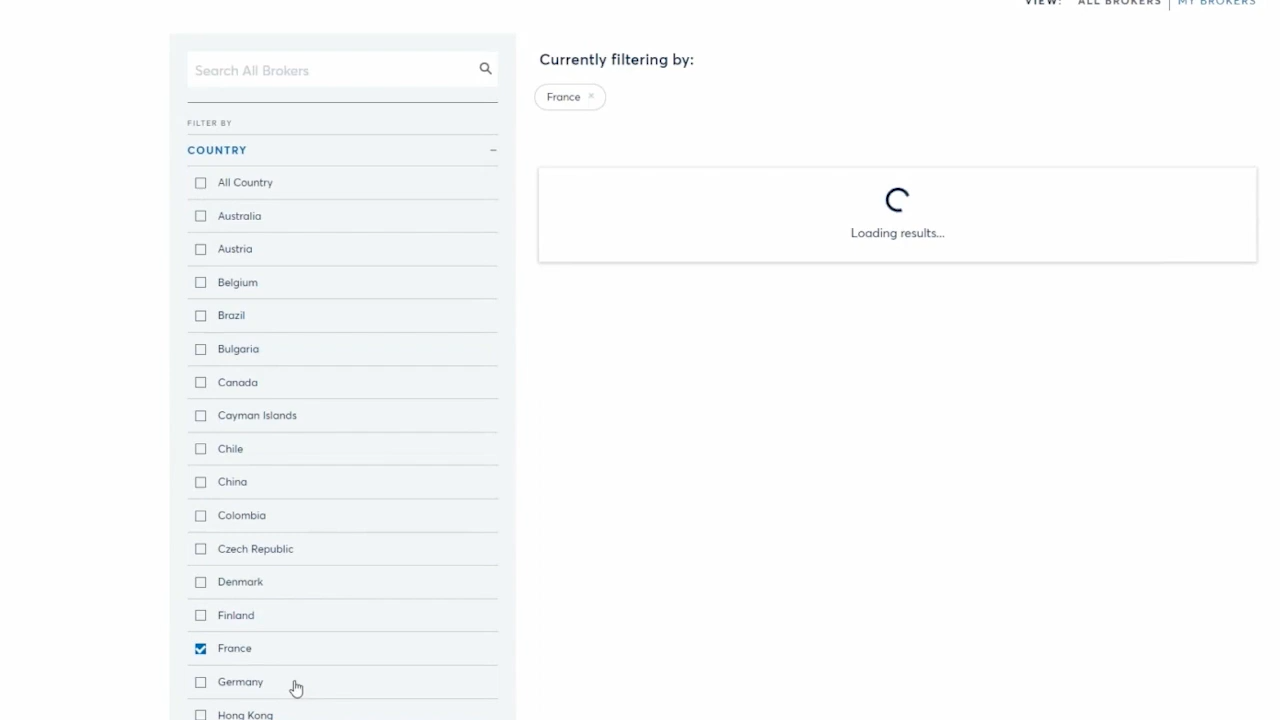 VIEW: ALL BROKERS | MY BROKERS
Search All Brokers
FILTER BY
COUNTRY
All Country
Australia
Austria
Belgium
Brazil
Bulgaria
Canada
Cayman Islands
Chile
China
Colombia
Czech Republic
Denmark
Finland
France
Germany
Hong Kong
Currently filtering by:
France ×
Loading results...